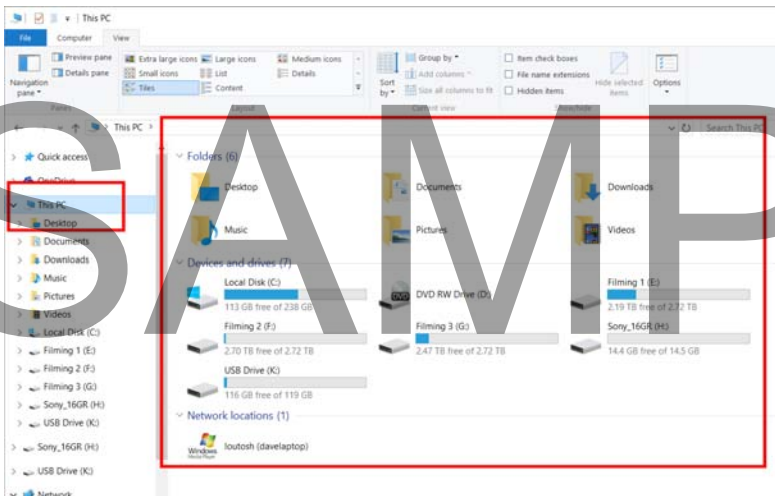 This PC
File Computer View
Navigation pane
Preview pane
Details pane
Panes
Extra large icons Large icons Medium icons
Small icons List Details
Tiles Content
Layout
Sort by
Group by
Add columns
Size all columns to fit
Current view
Item check boxes
File name extensions
Hidden items
Hide selected items
Show/hide
Options
This PC
Search This PC
Quick access
OneDrive
This PC
Desktop
Documents
Downloads
Music
Pictures
Videos
Local Disk (C:)
Filming 1 (E:)
Filming 2 (F:)
Filming 3 (G:)
Sony_16GR (H:)
USB Drive (K:)
Sony_16GR (H:)
USB Drive (K:)
Network
Folders (6)
Desktop Documents Downloads
Music Pictures Videos
Devices and drives (7)
Local Disk (C:)
113 GB free of 238 GB
DVD RW Drive (D:)
DVD
Filming 1 (E:)
2.19 TB free of 2.72 TB
Filming 2 (F:)
2.70 TB free of 2.72 TB
Filming 3 (G:)
2.47 TB free of 2.72 TB
Sony_16GR (H:)
14.4 GB free of 14.5 GB
USB Drive (K:)
116 GB free of 119 GB
Network locations (1)
Windows
Media Player
loutosh (davelaptop)
SAMP